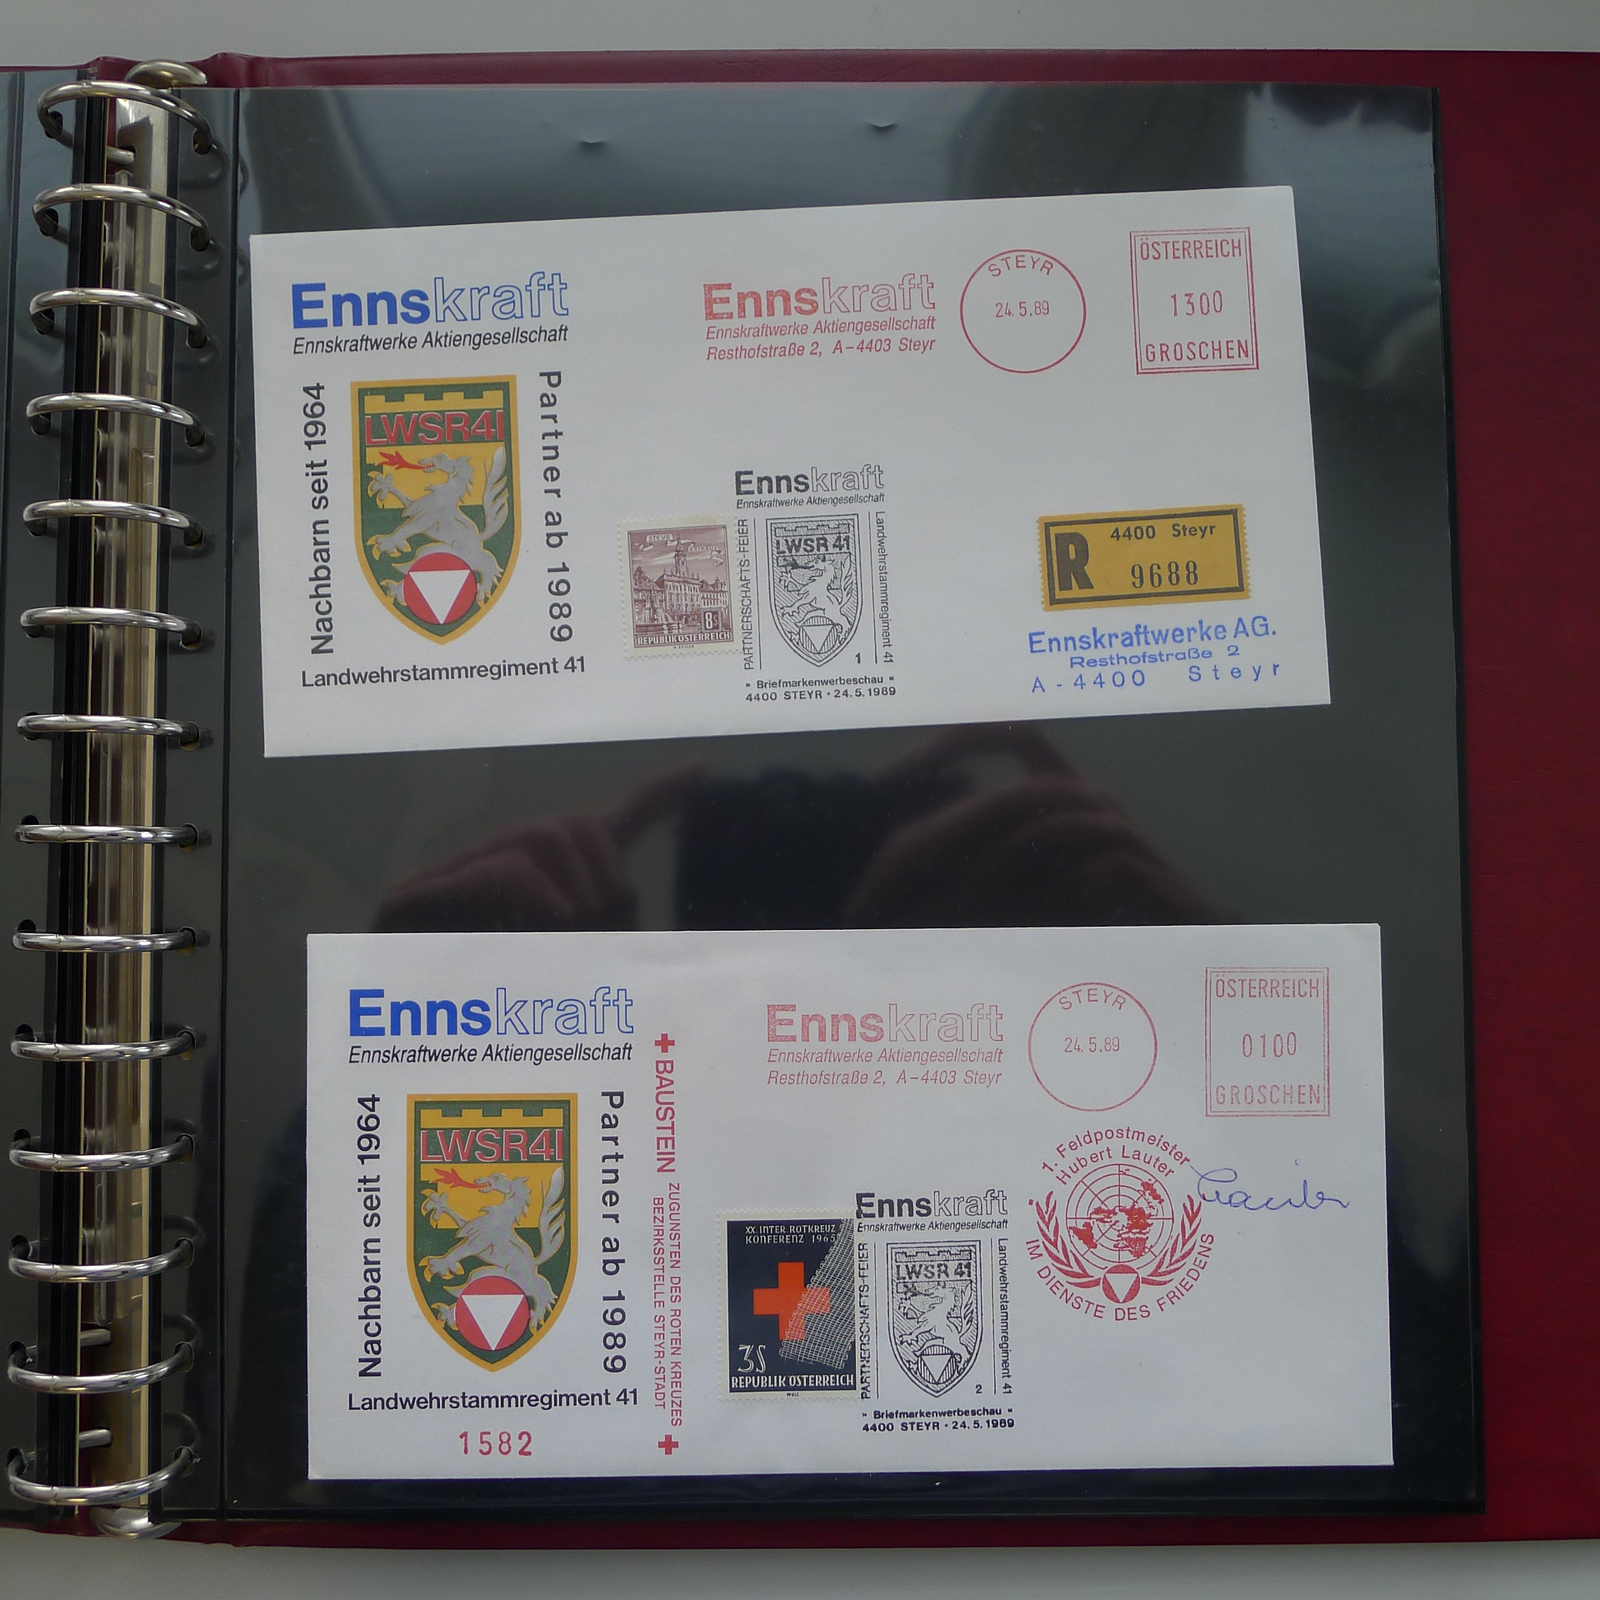 Ennskraft
Ennskraftwerke Aktiengesellschaft
Nachbarn seit 1964
LWSR41
Partner ab 1989
Landwehrstammregiment 41
Ennskraft
Ennskraftwerke Aktiengesellschaft
Resthofstraße 2, A-4403 Steyr
STEYR
24.5.89
ÖSTERREICH
1300
GROSCHEN
STEYR
8S
REPUBLIK ÖSTERREICH
Ennskraft
Ennskraftwerke Aktiengesellschaft
PARTNERSCHAFTS-FEIER
LWSR 41
1
Landwehrstammregiment 41
" Briefmarkenwerbeschau "
4400 STEYR · 24.5.1989
R
4400 Steyr
9688
Ennskraftwerke AG.
Resthofstraße 2
A - 4400 Steyr
Ennskraft
Ennskraftwerke Aktiengesellschaft
Nachbarn seit 1964
LWSR41
Partner ab 1989
Landwehrstammregiment 41
1582
+ BAUSTEIN ZUGUNSTEN DES ROTEN KREUZES +
BEZIRKSSTELLE STEYR-STADT
Ennskraft
Ennskraftwerke Aktiengesellschaft
Resthofstraße 2, A-4403 Steyr
STEYR
24.5.89
ÖSTERREICH
0100
GROSCHEN
1. Feldpostmeister
Hubert Lauter
IM DIENSTE DES FRIEDENS
Lauter
XX. INTER. ROTKREUZ
KONFERENZ 1965
3S
REPUBLIK ÖSTERREICH
Ennskraft
Ennskraftwerke Aktiengesellschaft
PARTNERSCHAFTS-FEIER
LWSR 41
2
Landwehrstammregiment 41
" Briefmarkenwerbeschau "
4400 STEYR · 24.5.1989